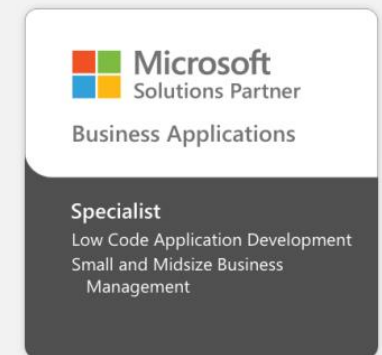 Microsoft
Solutions Partner
Business Applications
Specialist
Low Code Application Development
Small and Midsize Business
Management